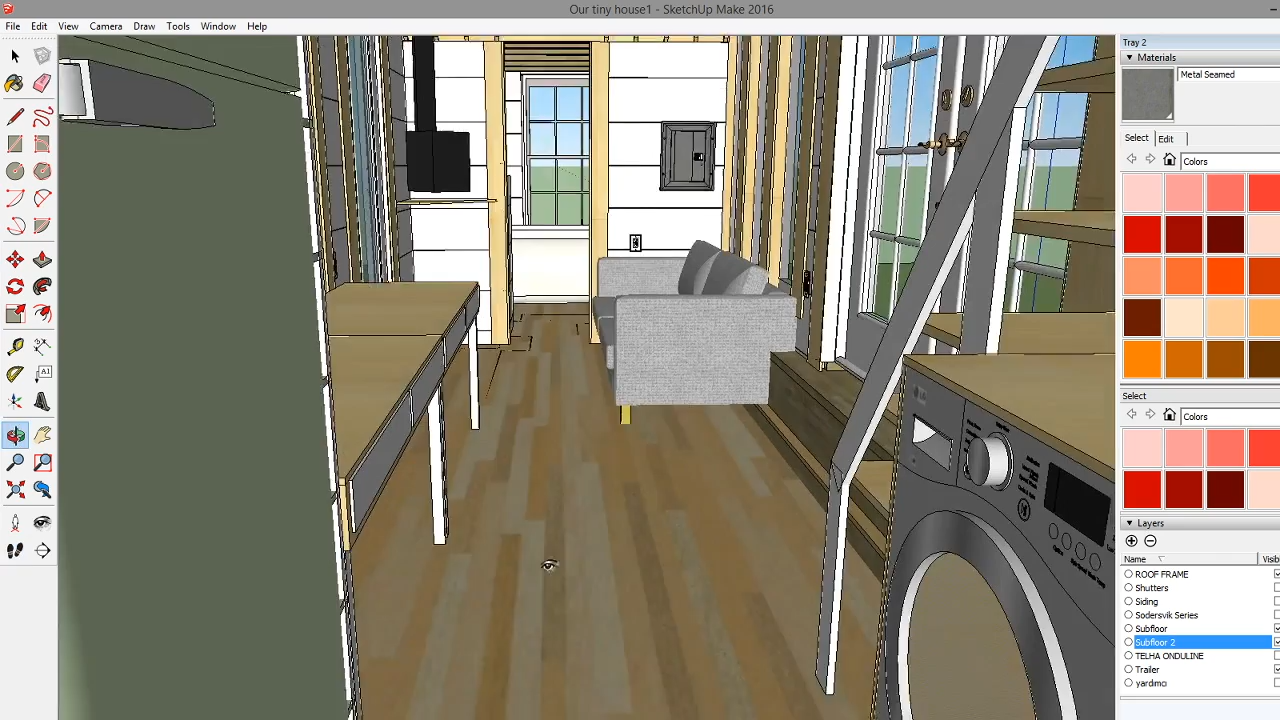 Our tiny house1 - SketchUp Make 2016
File Edit View Camera Draw Tools Window Help
Tray 2
Materials
Metal Seamed
Select Edit
Colors
Select
Colors
Layers
Name Visib
ROOF FRAME
Shutters
Siding
Sodersvik Series
Subfloor
Subfloor 2
TELHA ONDULINE
Trailer
yardımcı
A1